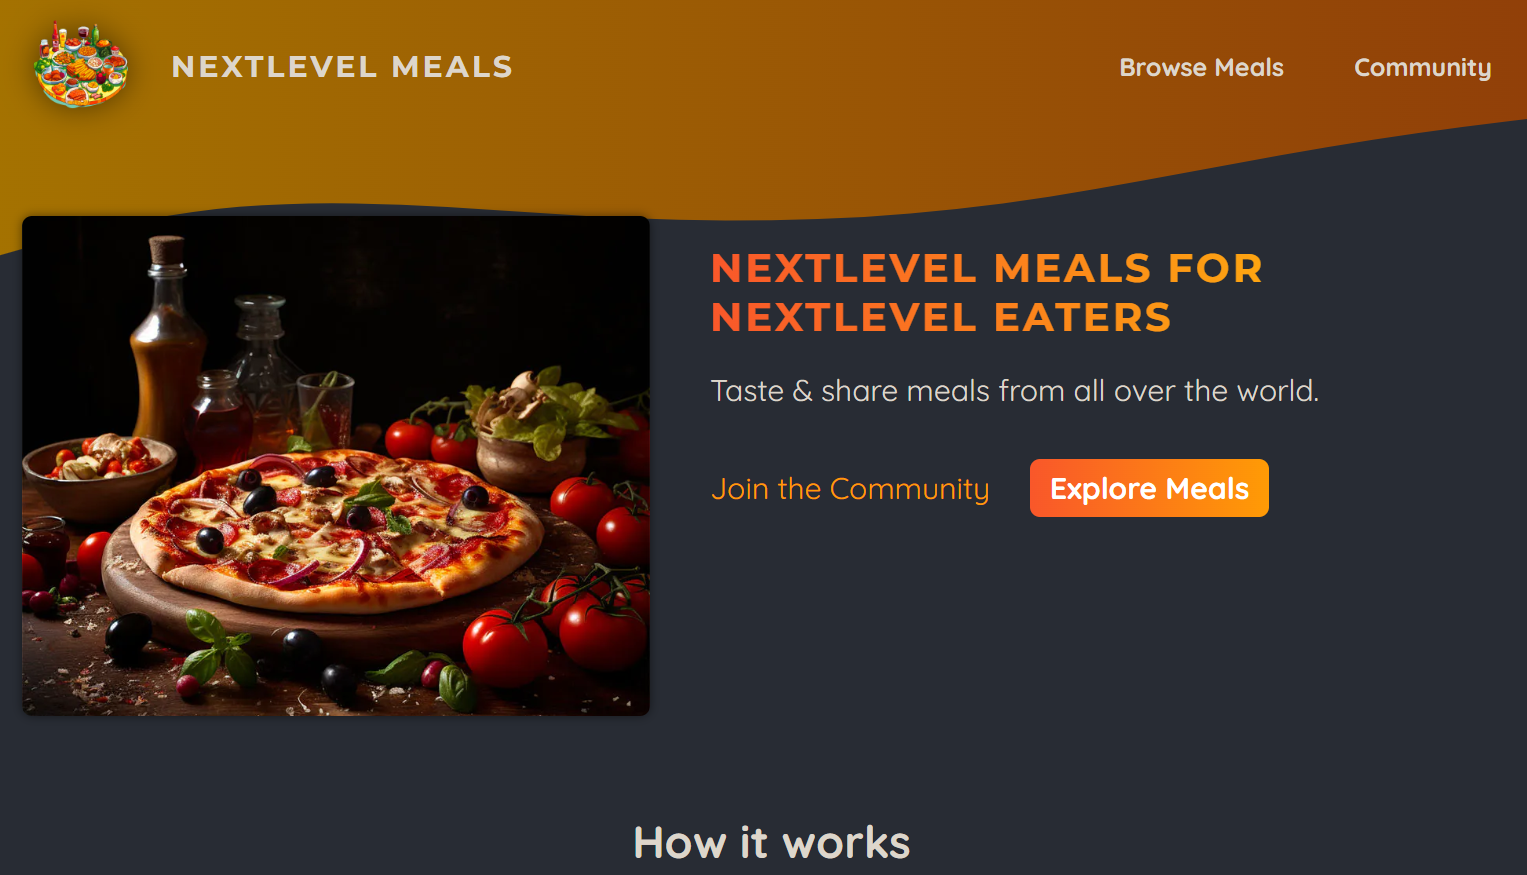 NEXTLEVEL MEALS
Browse Meals
Community
NEXTLEVEL MEALS FOR
NEXTLEVEL EATERS
Taste & share meals from all over the world.
Join the Community
Explore Meals
How it works